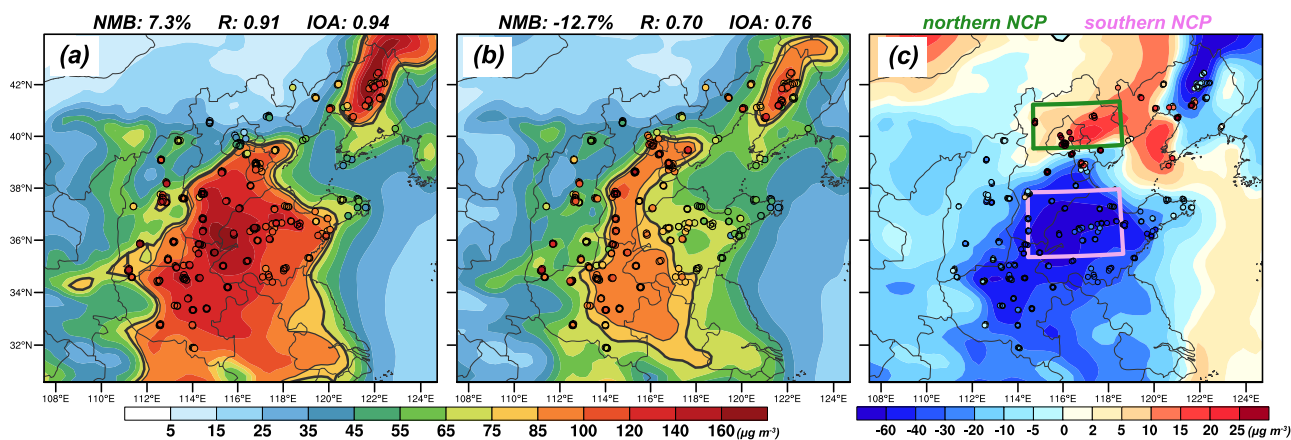 NMB: 7.3% R: 0.91 IOA: 0.94
NMB: -12.7% R: 0.70 IOA: 0.76
northern NCP southern NCP
(a)
(b)
(c)
42°N
40°N
38°N
36°N
34°N
32°N
108°E 110°E 112°E 114°E 116°E 118°E 120°E 122°E 124°E
108°E 110°E 112°E 114°E 116°E 118°E 120°E 122°E 124°E
108°E 110°E 112°E 114°E 116°E 118°E 120°E 122°E 124°E
5 15 25 35 45 55 65 75 85 100 120 140 160 (μg m⁻³)
-60 -40 -30 -20 -10 -5 0 2 5 10 15 20 25 (μg m⁻³)